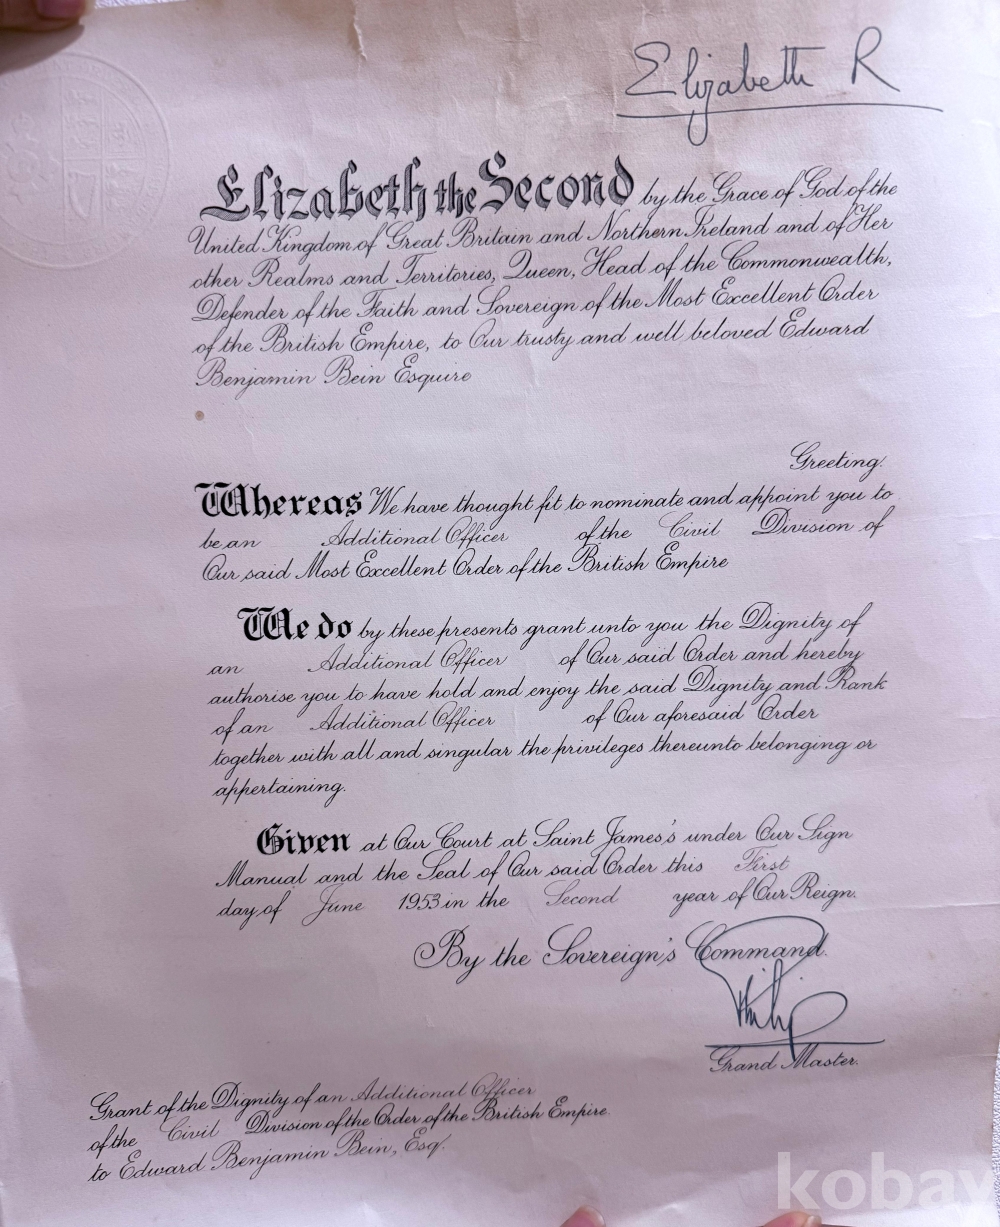 Elizabeth R
Elizabeth the Second by the Grace of God of the
United Kingdom of Great Britain and Northern Ireland and of Her
other Realms and Territories, Queen, Head of the Commonwealth,
Defender of the Faith and Sovereign of the Most Excellent Order
of the British Empire, to Our trusty and well beloved Edward
Benjamin Bein Esquire
Greeting.
Whereas We have thought fit to nominate and appoint you to
be an Additional Officer of the Civil Division of
Our said Most Excellent Order of the British Empire
We do by these presents grant unto you the Dignity of
an Additional Officer of Our said Order and hereby
authorise you to have hold and enjoy the said Dignity and Rank
of an Additional Officer of Our aforesaid Order
together with all and singular the privileges thereunto belonging or
appertaining.
Given at Our Court at Saint James's under Our Sign
Manual and the Seal of Our said Order this First
day of June 1953 in the Second year of Our Reign.
By the Sovereign's Command.
Philip
Grand Master.
Grant of the Dignity of an Additional Officer
of the Civil Division of the Order of the British Empire
to Edward Benjamin Bein, Esq.
kobay